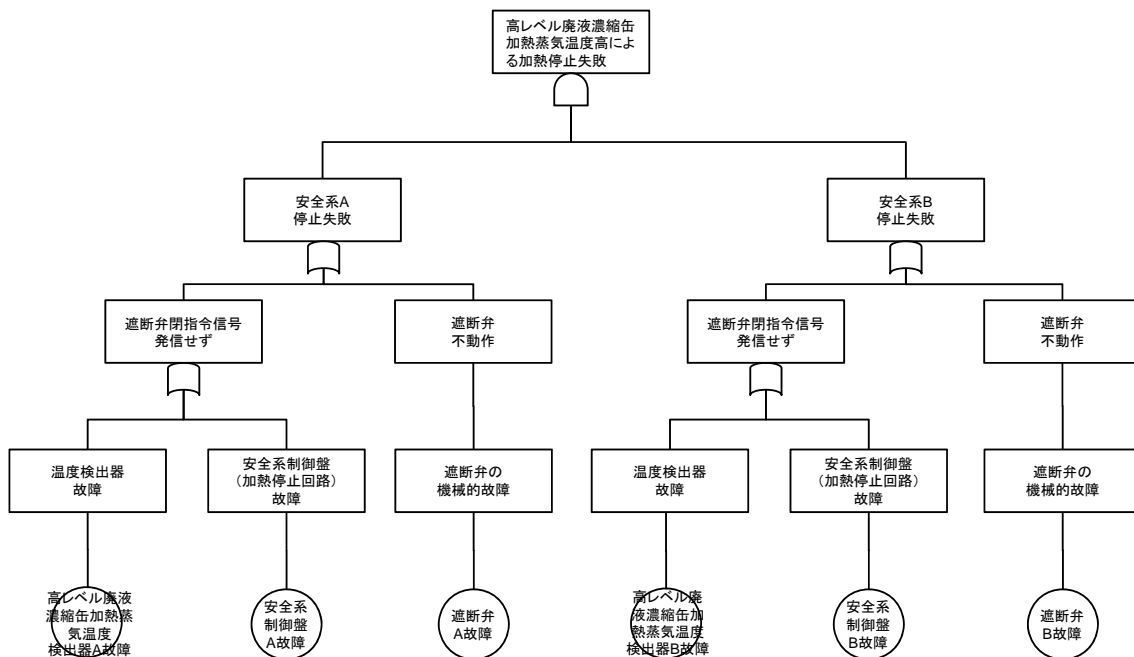 高レベル廃液濃縮缶
加熱蒸気温度高によ
る加熱停止失敗
安全系A
停止失敗
安全系B
停止失敗
遮断弁閉指令信号
発信せず
遮断弁
不動作
遮断弁閉指令信号
発信せず
遮断弁
不動作
温度検出器
故障
安全系制御盤
（加熱停止回路）
故障
遮断弁の
機械的故障
温度検出器
故障
安全系制御盤
（加熱停止回路）
故障
遮断弁の
機械的故障
高レベル廃液
濃縮缶加熱蒸
気温度
検出器A故障
安全系
制御盤
A故障
遮断弁
A故障
高レベル廃
液濃縮缶加
熱蒸気温度
検出器B故障
安全系
制御盤
B故障
遮断弁
B故障